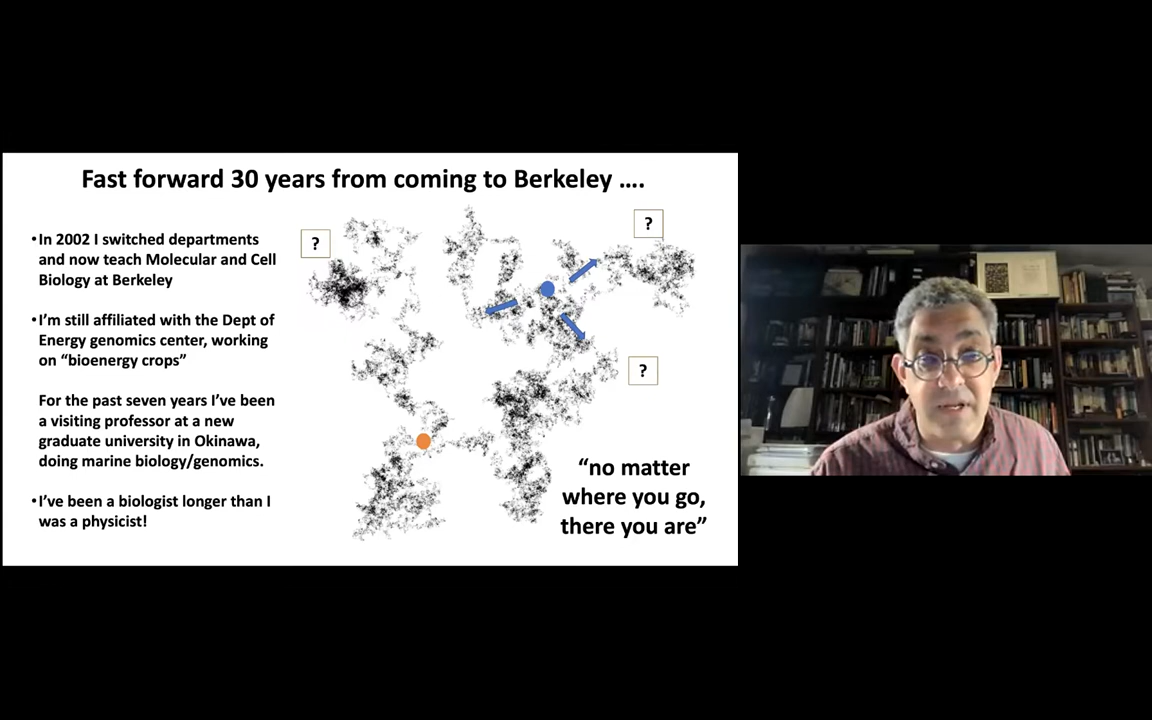 Fast forward 30 years from coming to Berkeley ....
•In 2002 I switched departments
and now teach Molecular and Cell
Biology at Berkeley
•I'm still affiliated with the Dept of
Energy genomics center, working
on “bioenergy crops”
For the past seven years I've been
a visiting professor at a new
graduate university in Okinawa,
doing marine biology/genomics.
•I've been a biologist longer than I
was a physicist!
?
?
?
“no matter
where you go,
there you are”